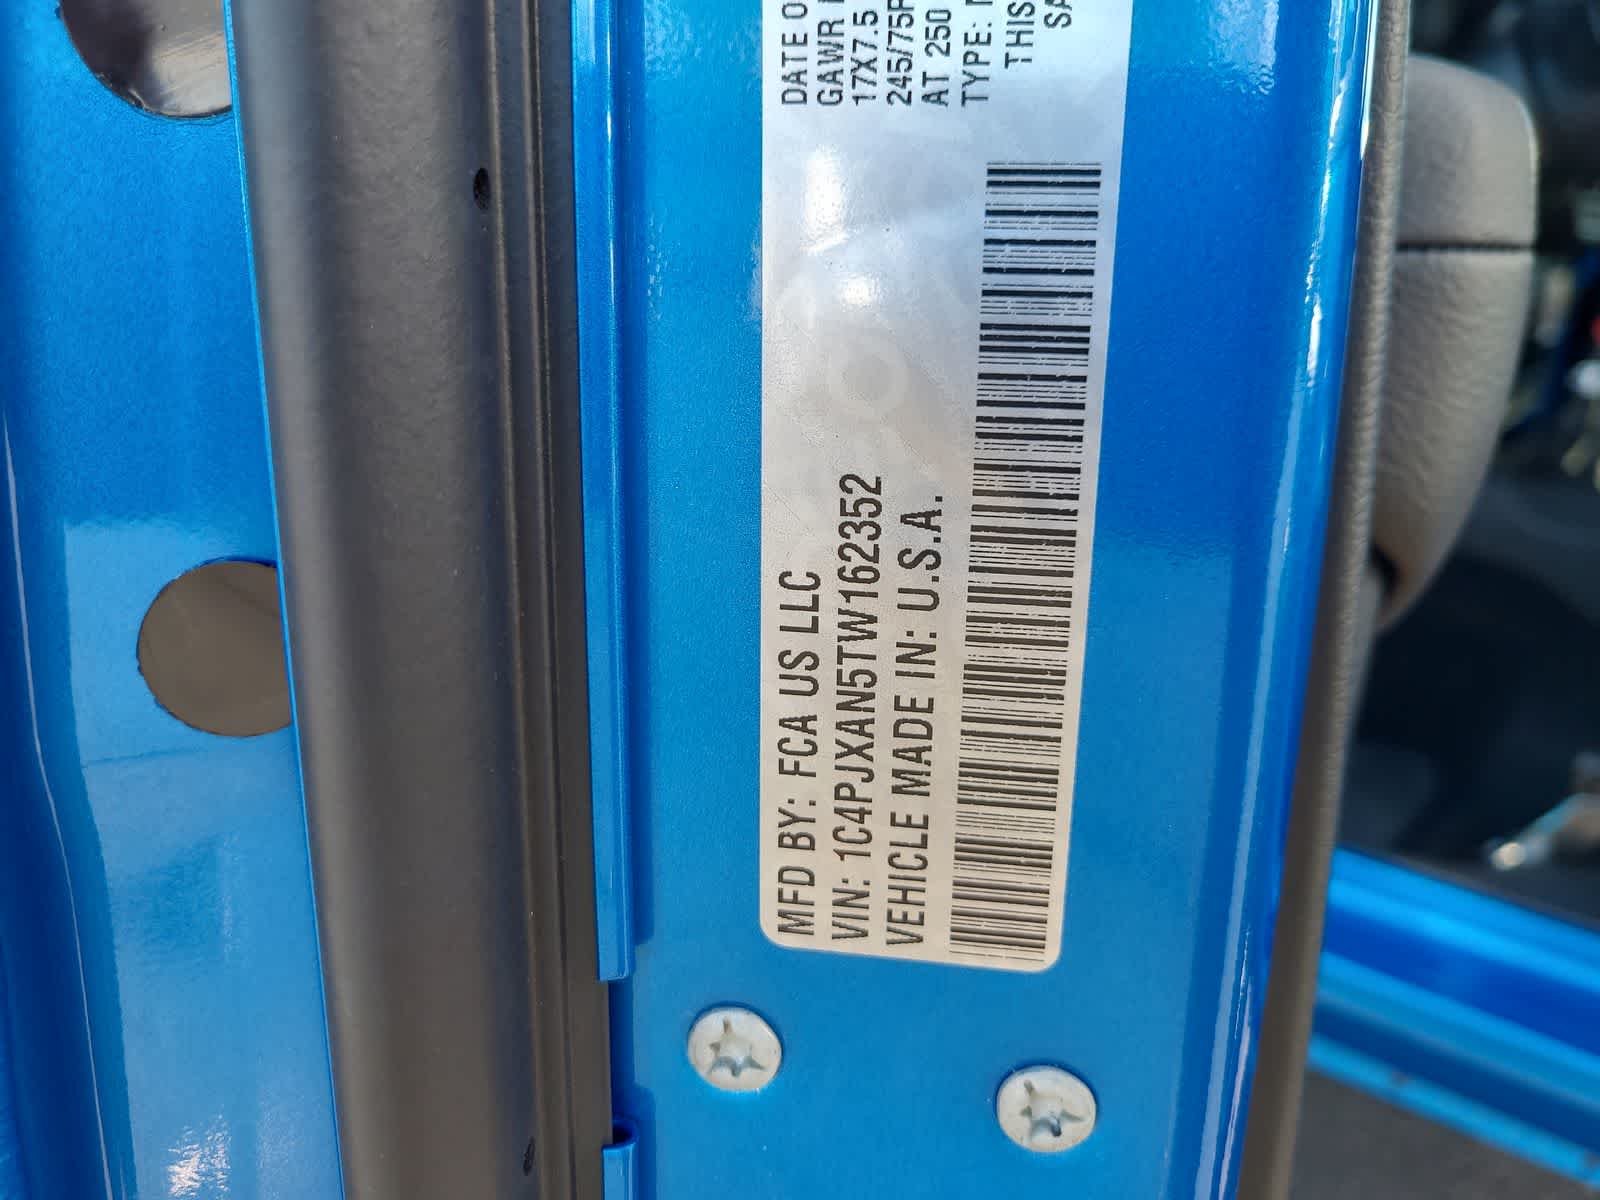 MFD BY: FCA US LLC
VIN: 1C4PJXAN5TW162352
VEHICLE MADE IN: U.S.A.
DATE O
GAWR
17X7.5
245/75R
AT 250
TYPE:
THIS
SA